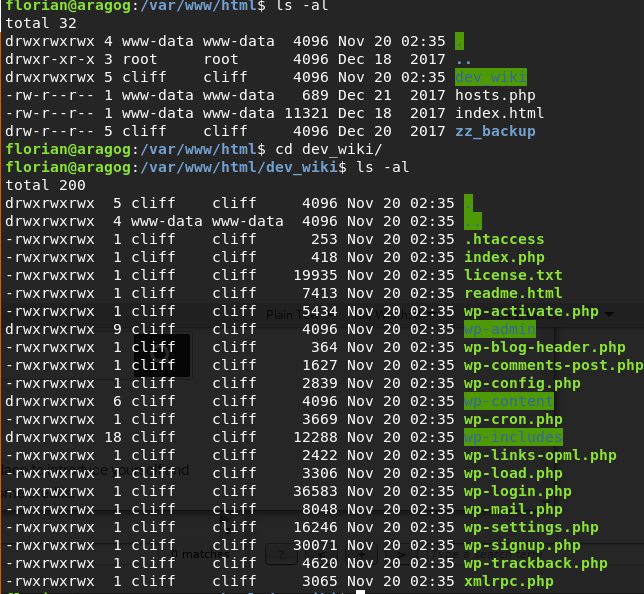 florian@aragog:/var/www/html$ ls -al
total 32
drwxrwxrwx 4 www-data www-data  4096 Nov 20 02:35 .
drwxr-xr-x 3 root     root      4096 Dec 18  2017 ..
drwxrwxrwx 5 cliff    cliff     4096 Nov 20 02:35 dev_wiki
-rw-r--r-- 1 www-data www-data   689 Dec 21  2017 hosts.php
-rw-r--r-- 1 www-data www-data 11321 Dec 18  2017 index.html
drw-r--r-- 5 cliff    cliff     4096 Dec 20  2017 zz_backup
florian@aragog:/var/www/html$ cd dev_wiki/
florian@aragog:/var/www/html/dev_wiki$ ls -al
total 200
drwxrwxrwx  5 cliff    cliff     4096 Nov 20 02:35 .
drwxrwxrwx  4 www-data www-data  4096 Nov 20 02:35 ..
-rwxrwxrwx  1 cliff    cliff      253 Nov 20 02:35 .htaccess
-rwxrwxrwx  1 cliff    cliff      418 Nov 20 02:35 index.php
-rwxrwxrwx  1 cliff    cliff    19935 Nov 20 02:35 license.txt
-rwxrwxrwx  1 cliff    cliff     7413 Nov 20 02:35 readme.html
-rwxrwxrwx  1 cliff    cliff     5434 Nov 20 02:35 wp-activate.php
drwxrwxrwx  9 cliff    cliff     4096 Nov 20 02:35 wp-admin
-rwxrwxrwx  1 cliff    cliff      364 Nov 20 02:35 wp-blog-header.php
-rwxrwxrwx  1 cliff    cliff     1627 Nov 20 02:35 wp-comments-post.php
-rwxrwxrwx  1 cliff    cliff     2839 Nov 20 02:35 wp-config.php
drwxrwxrwx  6 cliff    cliff     4096 Nov 20 02:35 wp-content
-rwxrwxrwx  1 cliff    cliff     3669 Nov 20 02:35 wp-cron.php
drwxrwxrwx 18 cliff    cliff    12288 Nov 20 02:35 wp-includes
-rwxrwxrwx  1 cliff    cliff     2422 Nov 20 02:35 wp-links-opml.php
-rwxrwxrwx  1 cliff    cliff     3306 Nov 20 02:35 wp-load.php
-rwxrwxrwx  1 cliff    cliff    36583 Nov 20 02:35 wp-login.php
-rwxrwxrwx  1 cliff    cliff     8048 Nov 20 02:35 wp-mail.php
-rwxrwxrwx  1 cliff    cliff    16246 Nov 20 02:35 wp-settings.php
-rwxrwxrwx  1 cliff    cliff    30071 Nov 20 02:35 wp-signup.php
-rwxrwxrwx  1 cliff    cliff     4620 Nov 20 02:35 wp-trackback.php
-rwxrwxrwx  1 cliff    cliff     3065 Nov 20 02:35 xmlrpc.php